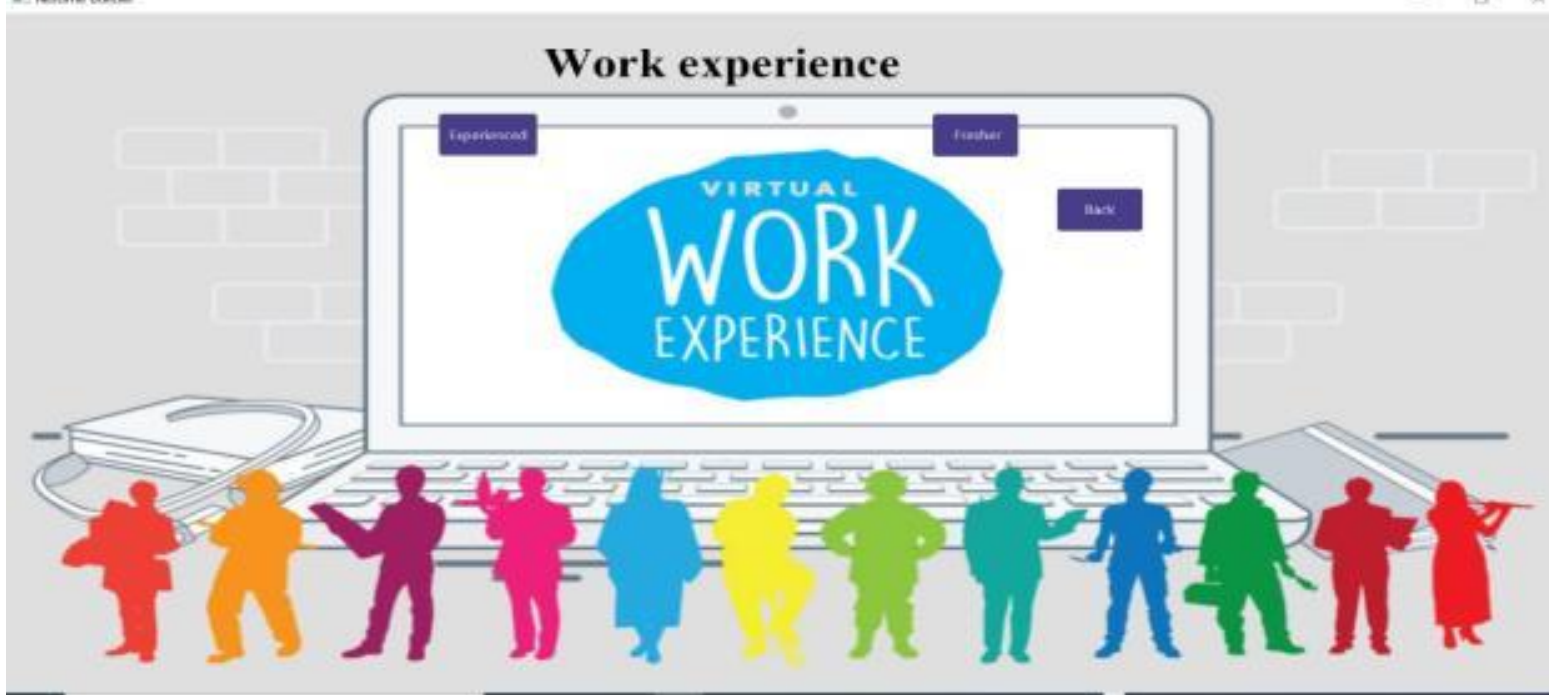 Work experience
Experienced
Fresher
VIRTUAL
Back
WORK
EXPERIENCE